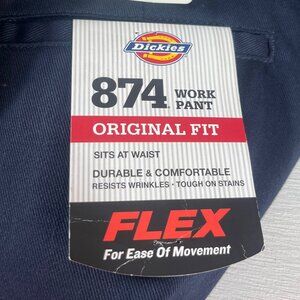 Dickies
874® WORK
PANT
ORIGINAL FIT
SITS AT WAIST
DURABLE & COMFORTABLE
RESISTS WRINKLES • TOUGH ON STAINS
FLEX
For Ease Of Movement